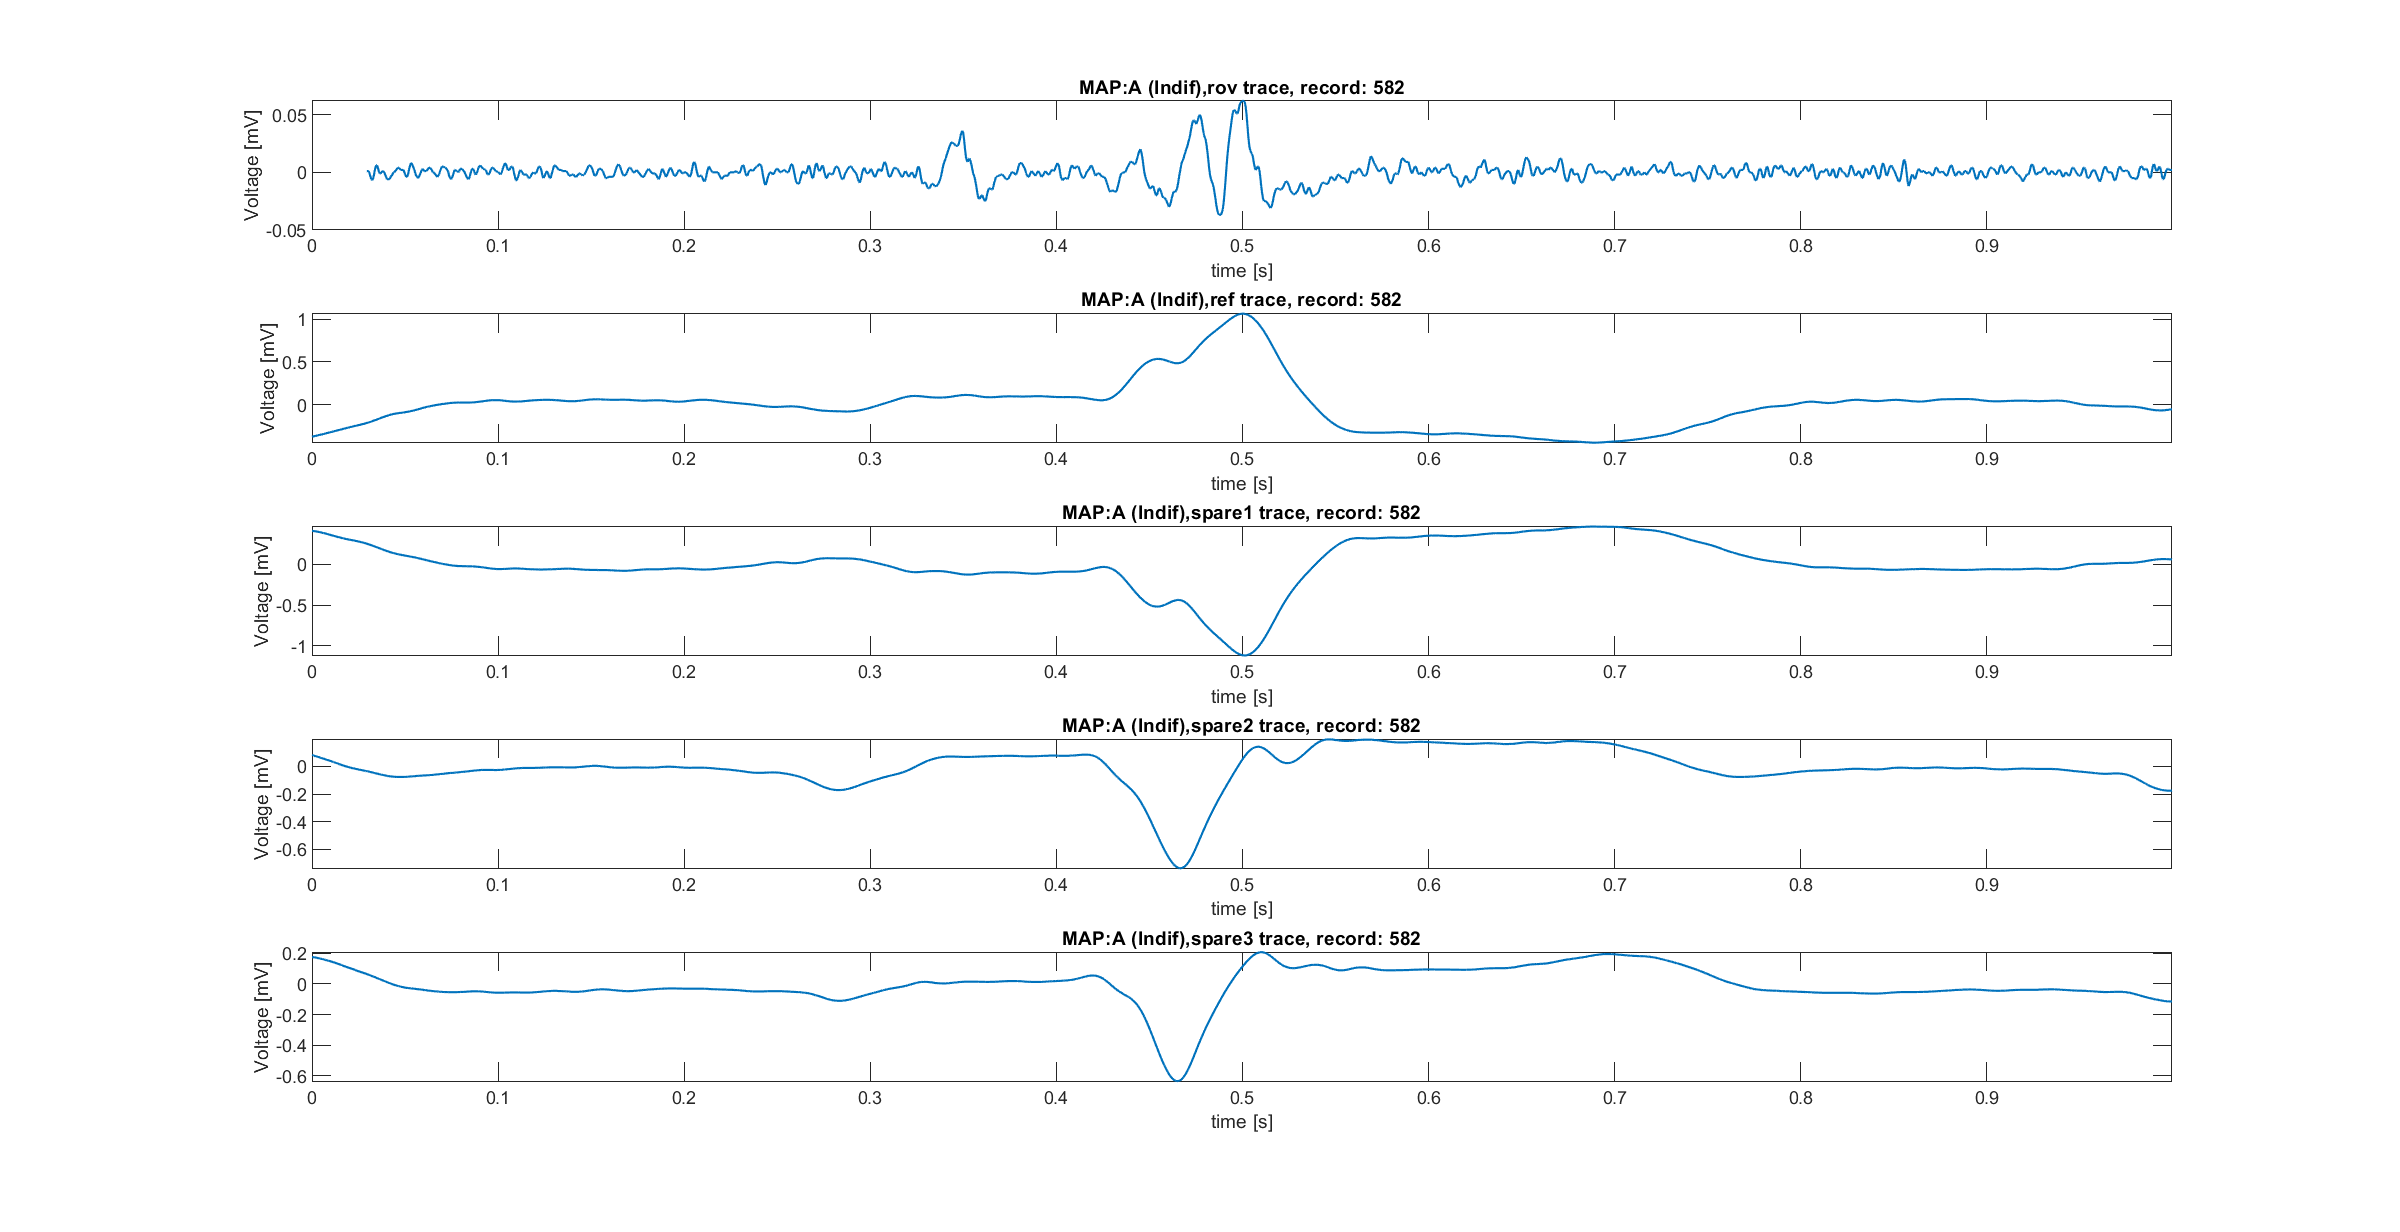 MAP:A (Indif),rov trace, record: 582
Voltage [mV]
0.05
0
-0.05
0 0.1 0.2 0.3 0.4 0.5 0.6 0.7 0.8 0.9
time [s]
MAP:A (Indif),ref trace, record: 582
Voltage [mV]
1
0.5
0
0 0.1 0.2 0.3 0.4 0.5 0.6 0.7 0.8 0.9
time [s]
MAP:A (Indif),spare1 trace, record: 582
Voltage [mV]
0
-0.5
-1
0 0.1 0.2 0.3 0.4 0.5 0.6 0.7 0.8 0.9
time [s]
MAP:A (Indif),spare2 trace, record: 582
Voltage [mV]
0
-0.2
-0.4
-0.6
0 0.1 0.2 0.3 0.4 0.5 0.6 0.7 0.8 0.9
time [s]
MAP:A (Indif),spare3 trace, record: 582
Voltage [mV]
0.2
0
-0.2
-0.4
-0.6
0 0.1 0.2 0.3 0.4 0.5 0.6 0.7 0.8 0.9
time [s]